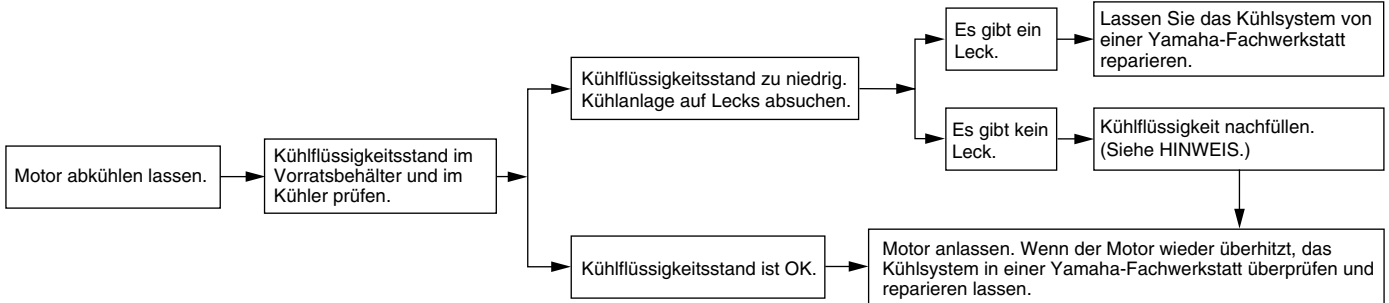 Motor abkühlen lassen.
Kühlflüssigkeitsstand im
Vorratsbehälter und im
Kühler prüfen.
Kühlflüssigkeitsstand zu niedrig.
Kühlanlage auf Lecks absuchen.
Es gibt ein
Leck.
Lassen Sie das Kühlsystem von
einer Yamaha-Fachwerkstatt
reparieren.
Es gibt kein
Leck.
Kühlflüssigkeit nachfüllen.
(Siehe HINWEIS.)
Kühlflüssigkeitsstand ist OK.
Motor anlassen. Wenn der Motor wieder überhitzt, das
Kühlsystem in einer Yamaha-Fachwerkstatt überprüfen und
reparieren lassen.